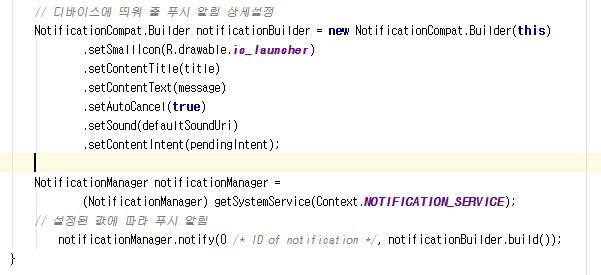 // 디바이스에 띄워 줄 푸시 알림 상세설정
NotificationCompat.Builder notificationBuilder = new NotificationCompat.Builder(this)
.setSmallIcon(R.drawable.ic_launcher)
.setContentTitle(title)
.setContentText(message)
.setAutoCancel(true)
.setSound(defaultSoundUri)
.setContentIntent(pendingIntent);
NotificationManager notificationManager =
(NotificationManager) getSystemService(Context.NOTIFICATION_SERVICE);
// 설정된 값에 따라 푸시 알림
notificationManager.notify(0 /* ID of notification */, notificationBuilder.build());
}